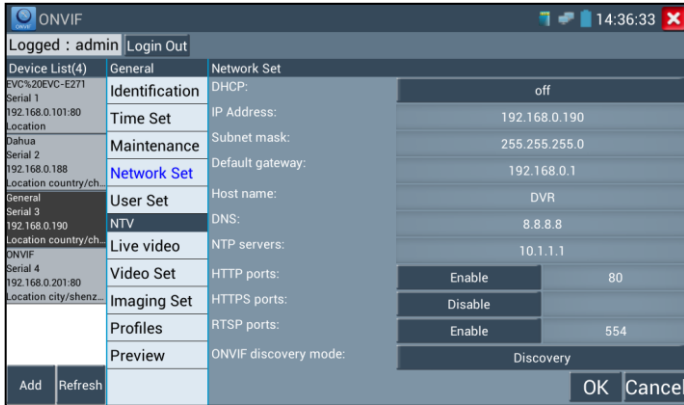 ONVIF
ONVIF 14:36:33
Logged : admin Login Out
Device List(4)
EVC%20EVC-E271
Serial 1
192.168.0.101:80
Location
Dahua
Serial 2
192.168.0.188
Location country/ch...
General
Serial 3
192.168.0.190
Location country/ch...
ONVIF
Serial 4
192.168.0.201:80
Location city/shenz...
Add Refresh
General
Identification
Time Set
Maintenance
Network Set
User Set
NTV
Live video
Video Set
Imaging Set
Profiles
Preview
Network Set
DHCP: off
IP Address: 192.168.0.190
Subnet mask: 255.255.255.0
Default gateway: 192.168.0.1
Host name: DVR
DNS: 8.8.8.8
NTP servers: 10.1.1.1
HTTP ports: Enable 80
HTTPS ports: Disable
RTSP ports: Enable 554
ONVIF discovery mode: Discovery
OK Cancel